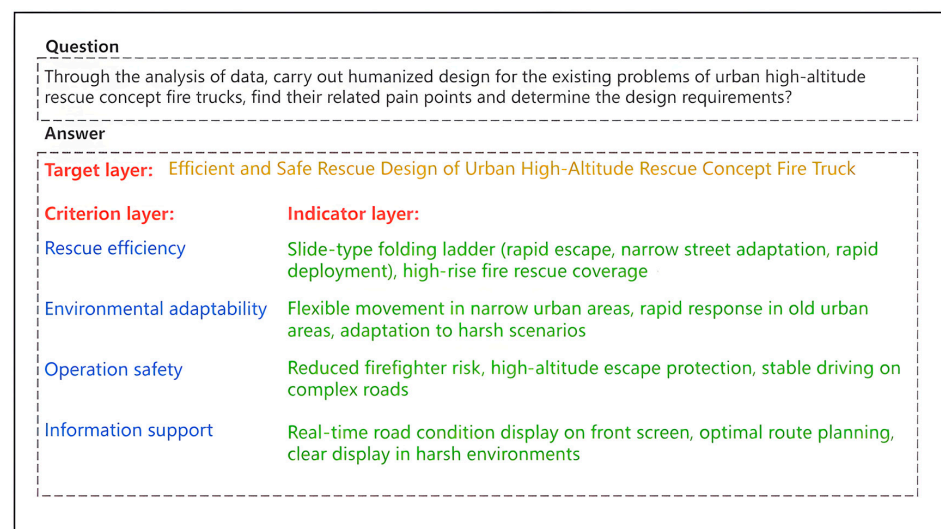 Question
Through the analysis of data, carry out humanized design for the existing problems of urban high-altitude
rescue concept fire trucks, find their related pain points and determine the design requirements?
Answer
Target layer: Efficient and Safe Rescue Design of Urban High-Altitude Rescue Concept Fire Truck
Criterion layer: Indicator layer:
Rescue efficiency Slide-type folding ladder (rapid escape, narrow street adaptation, rapid
deployment), high-rise fire rescue coverage
Environmental adaptability Flexible movement in narrow urban areas, rapid response in old urban
areas, adaptation to harsh scenarios
Operation safety Reduced firefighter risk, high-altitude escape protection, stable driving on
complex roads
Information support Real-time road condition display on front screen, optimal route planning,
clear display in harsh environments